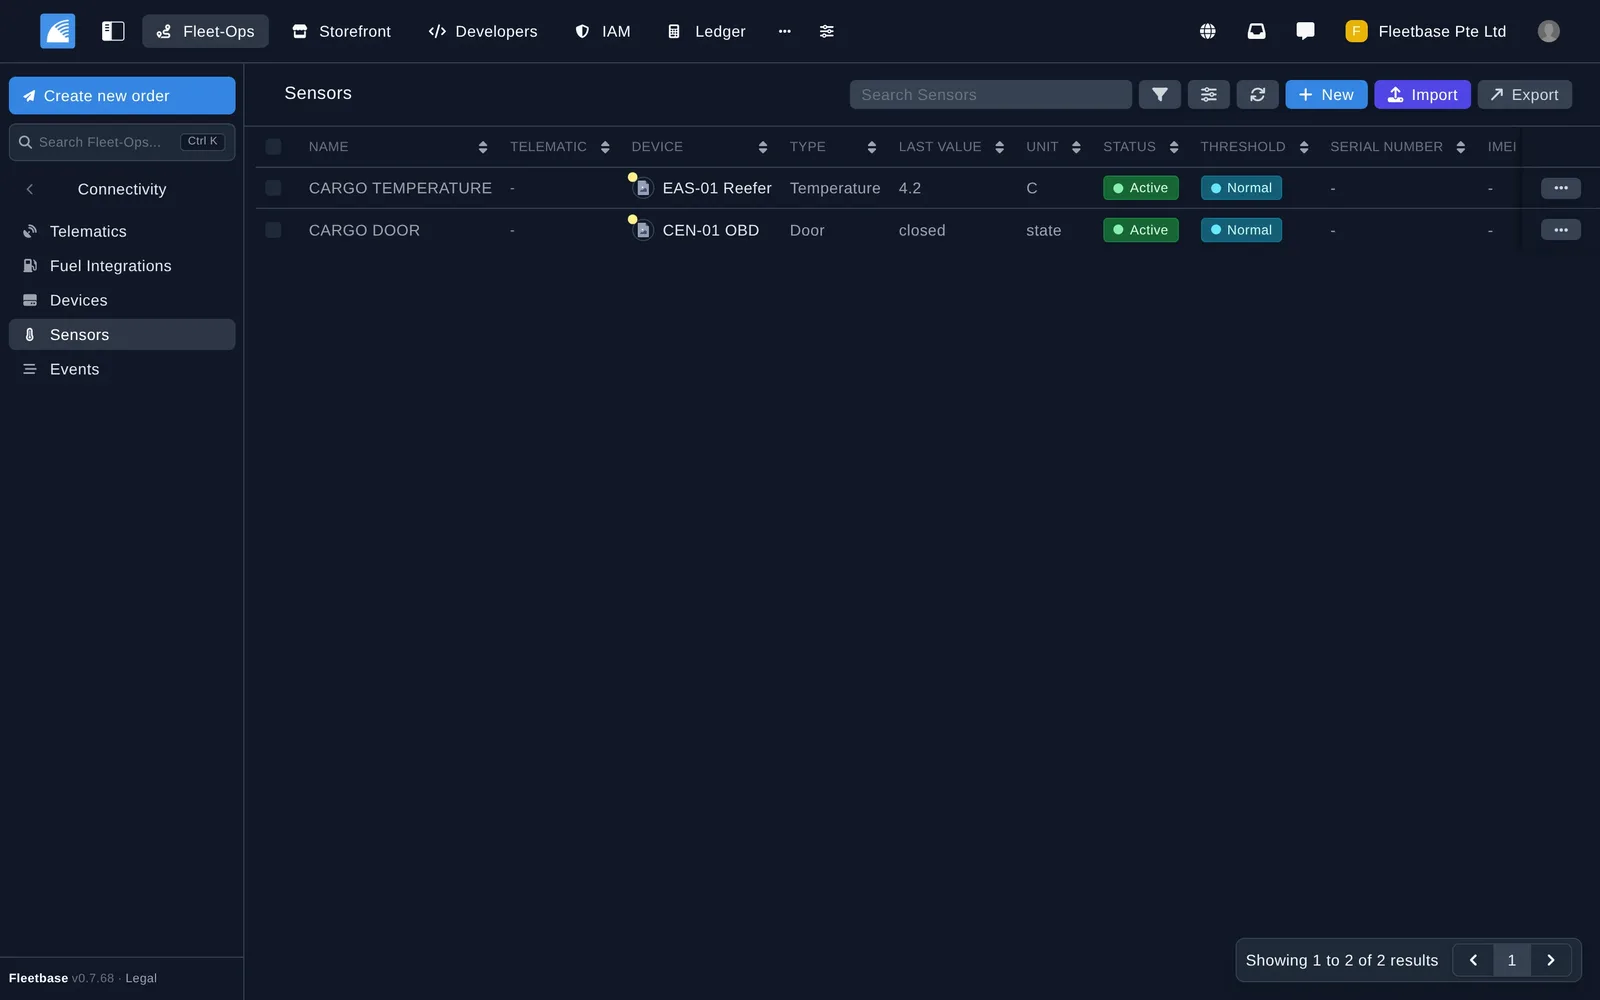 Fleet-Ops
Storefront
Developers
IAM
Ledger
F
Fleetbase Pte Ltd
Create new order
Search Fleet-Ops...
Ctrl K
Connectivity
Telematics
Fuel Integrations
Devices
Sensors
Events
Sensors
Search Sensors
New
Import
Export
NAME TELEMATIC DEVICE TYPE LAST VALUE UNIT STATUS THRESHOLD SERIAL NUMBER IMEI
CARGO TEMPERATURE - EAS-01 Reefer Temperature 4.2 C Active Normal - -
CARGO DOOR - CEN-01 OBD Door closed state Active Normal - -
Showing 1 to 2 of 2 results
1
Fleetbase v0.7.68 · Legal